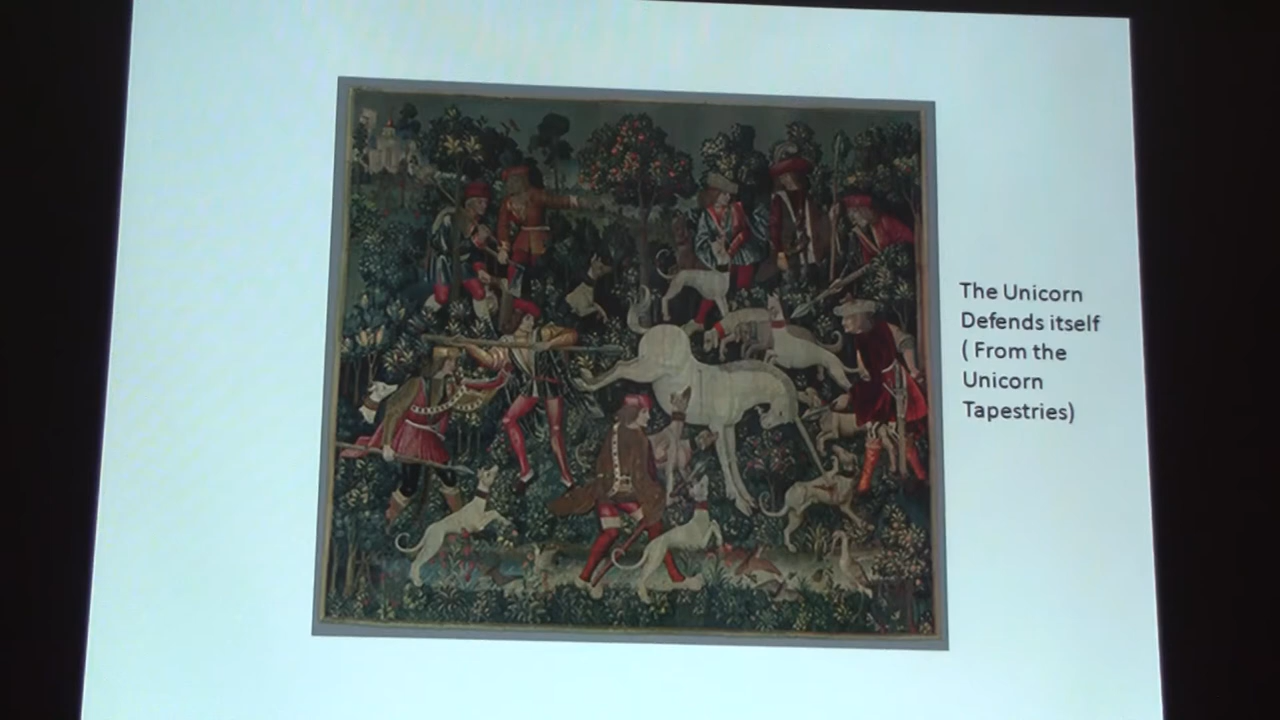 The Unicorn
Defends itself
( From the
Unicorn
Tapestries)